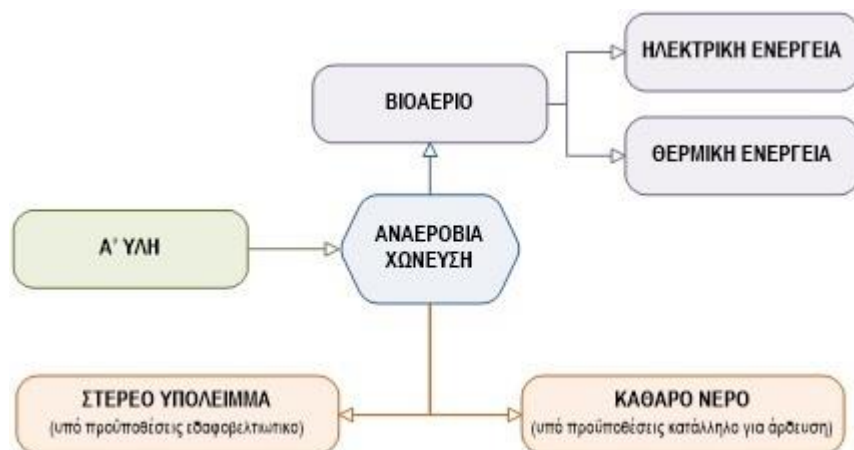 ΗΛΕΚΤΡΙΚΗ ΕΝΕΡΓΕΙΑ
ΒΙΟΑΕΡΙΟ
ΘΕΡΜΙΚΗ ΕΝΕΡΓΕΙΑ
Α' ΥΛΗ
ΑΝΑΕΡΟΒΙΑ
ΧΩΝΕΥΣΗ
ΣΤΕΡΕΟ ΥΠΟΛΕΙΜΜΑ
(υπό προϋποθέσεις εδαφοβελτιωτικο)
ΚΑΘΑΡΟ ΝΕΡΟ
(υπό προϋποθέσεις κατάλληλο για άρδευση)